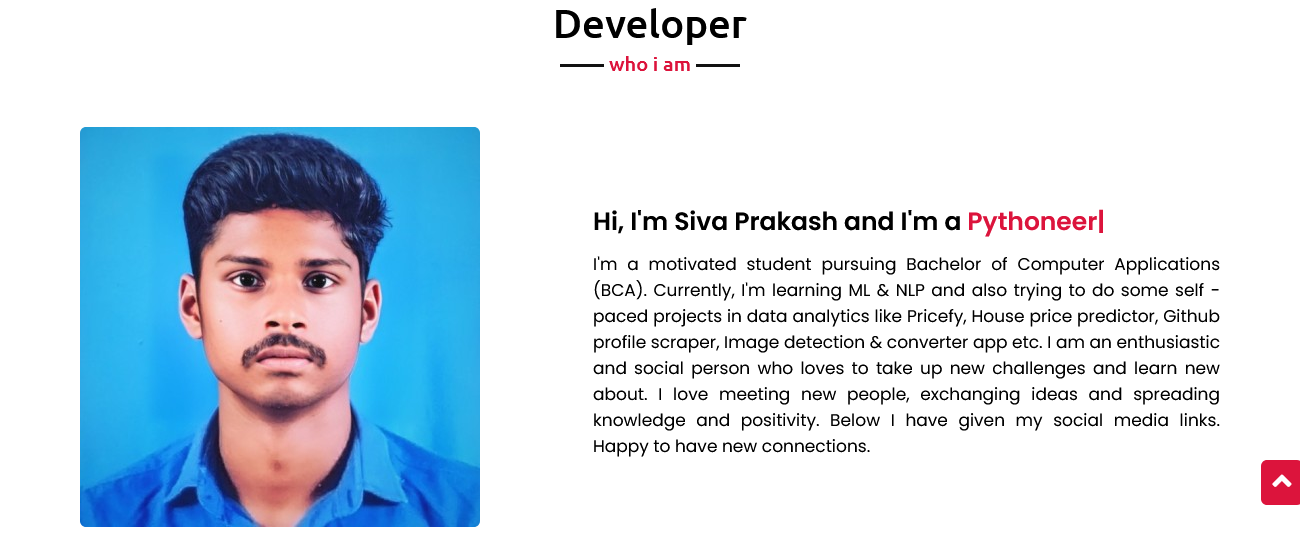 Developer
who i am
Hi, I'm Siva Prakash and I'm a Pythoneer|
I'm a motivated student pursuing Bachelor of Computer Applications
(BCA). Currently, I'm learning ML & NLP and also trying to do some self -
paced projects in data analytics like Pricefy, House price predictor, Github
profile scraper, Image detection & converter app etc. I am an enthusiastic
and social person who loves to take up new challenges and learn new
about. I love meeting new people, exchanging ideas and spreading
knowledge and positivity. Below I have given my social media links.
Happy to have new connections.